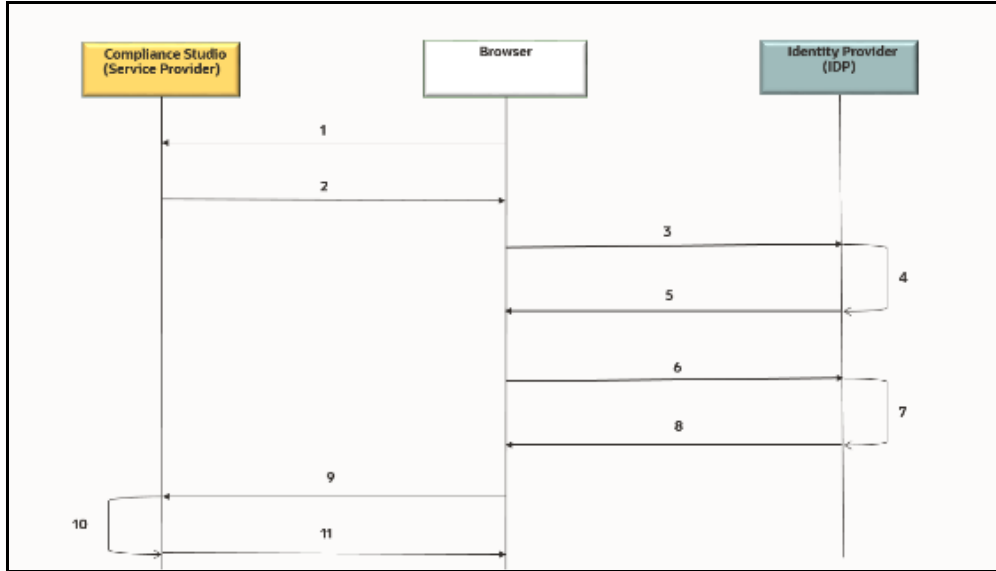 Compliance Studio
(Service Provider)
Browser
Identity Provider
(IDP)
1
2
3
4
5
6
7
8
9
10
11